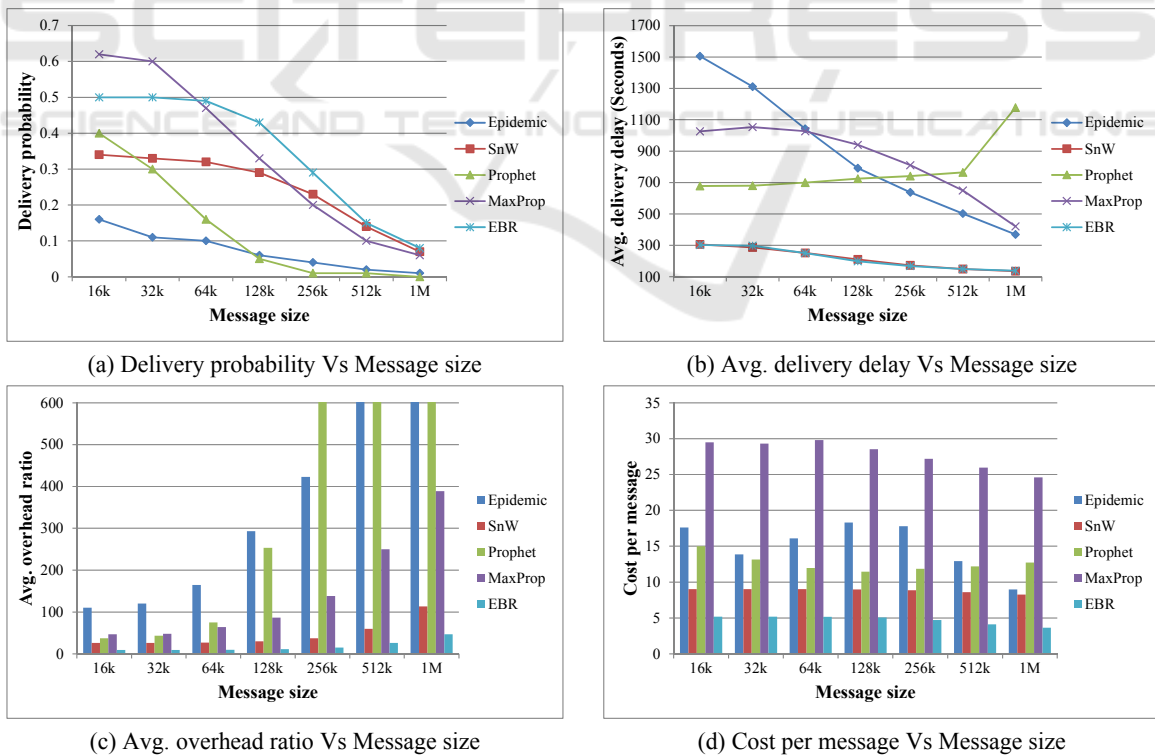 SCITEPRESS
SCIENCE AND TECHNOLOGY PUBLICATIONS
0.7
0.6
0.5
0.4
0.3
0.2
0.1
0
Delivery probability
16k 32k 64k 128k 256k 512k 1M
Message size
Epidemic
SnW
Prophet
MaxProp
EBR
(a) Delivery probability Vs Message size
1700
1500
1300
1100
900
700
500
300
100
Avg. delivery delay (Seconds)
16k 32k 64k 128k 256k 512k 1M
Message size
Epidemic
SnW
Prophet
MaxProp
EBR
(b) Avg. delivery delay Vs Message size
600
500
400
300
200
100
0
Avg. overhead ratio
16k 32k 64k 128k 256k 512k 1M
Message size
Epidemic
SnW
Prophet
MaxProp
EBR
(c) Avg. overhead ratio Vs Message size
35
30
25
20
15
10
5
0
Cost per message
16k 32k 64k 128k 256k 512k 1M
Message size
Epidemic
SnW
Prophet
MaxProp
EBR
(d) Cost per message Vs Message size